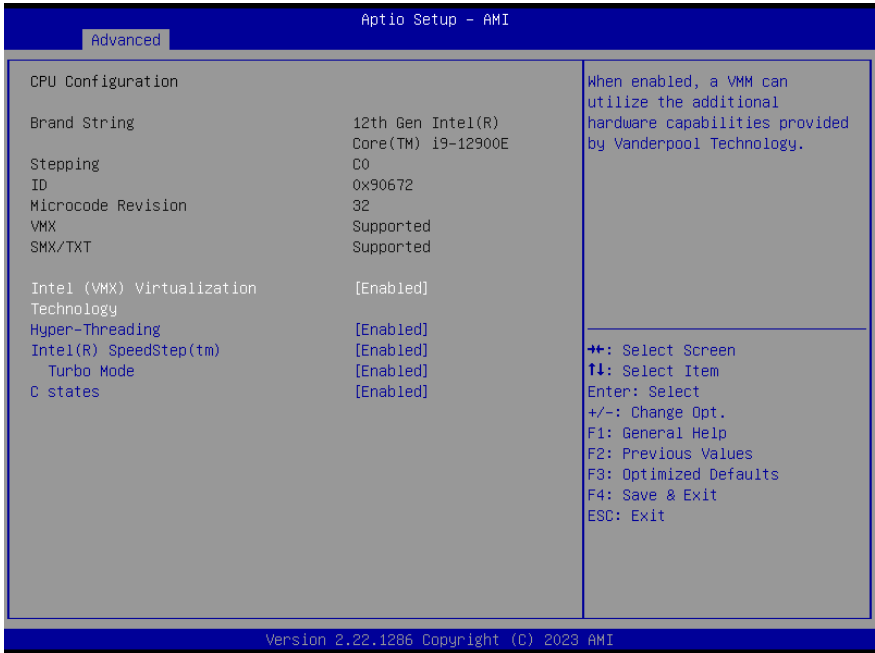 Aptio Setup – AMI
Advanced
CPU Configuration
Brand String 12th Gen Intel(R)
Core(TM) i9-12900E
Stepping C0
ID 0x90672
Microcode Revision 32
VMX Supported
SMX/TXT Supported
Intel (VMX) Virtualization [Enabled]
Technology
Hyper-Threading [Enabled]
Intel(R) SpeedStep(tm) [Enabled]
Turbo Mode [Enabled]
C states [Enabled]
When enabled, a VMM can
utilize the additional
hardware capabilities provided
by Vanderpool Technology.
→←: Select Screen
↑↓: Select Item
Enter: Select
+/-: Change Opt.
F1: General Help
F2: Previous Values
F3: Optimized Defaults
F4: Save & Exit
ESC: Exit
Version 2.22.1286 Copyright (C) 2023 AMI